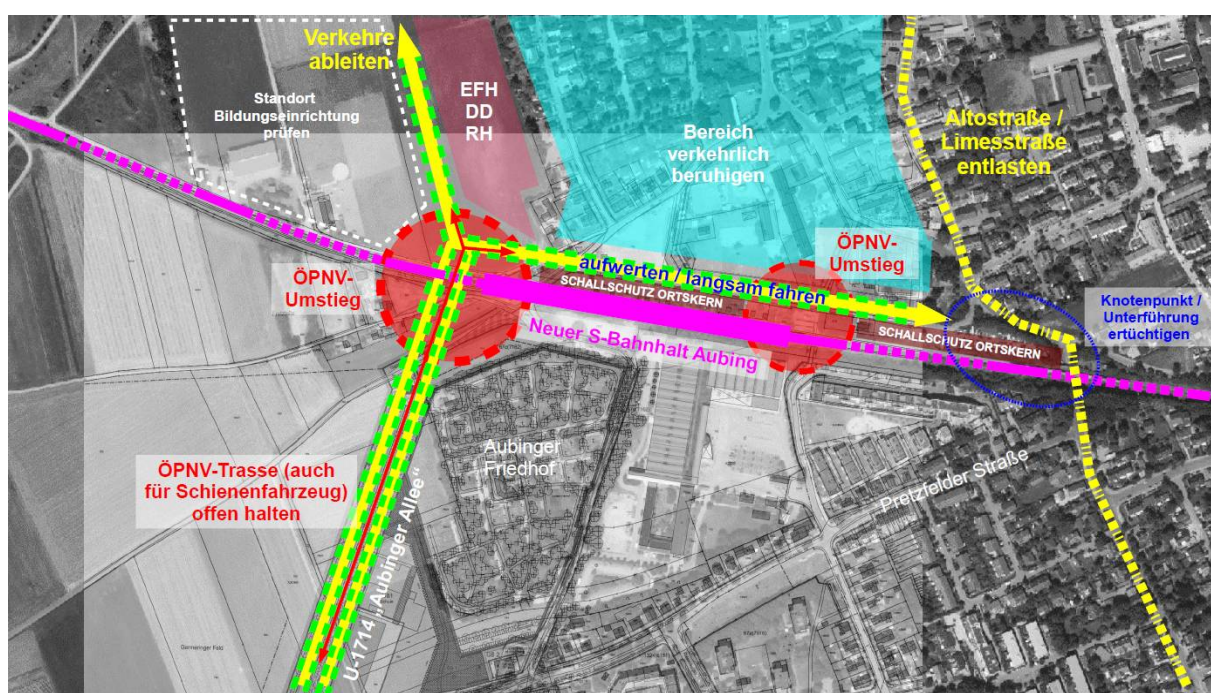 Verkehre
ableiten
Standort
Bildungseinrichtung
prüfen
EFH
DD
RH
Bereich
verkehrlich
beruhigen
Altostraße /
Limesstraße
entlasten
ÖPNV-
Umstieg
aufwerten / langsam fahren
ÖPNV-
Umstieg
SCHALLSCHUTZ ORTSKERN
Neuer S-Bahnhalt Aubing
SCHALLSCHUTZ ORTSKERN
Knotenpunkt /
Unterführung
ertüchtigen
Aubinger
Friedhof
ÖPNV-Trasse (auch
für Schienenfahrzeug)
offen halten
Pretzfelder Straße
U-1714 „Aubinger Allee“